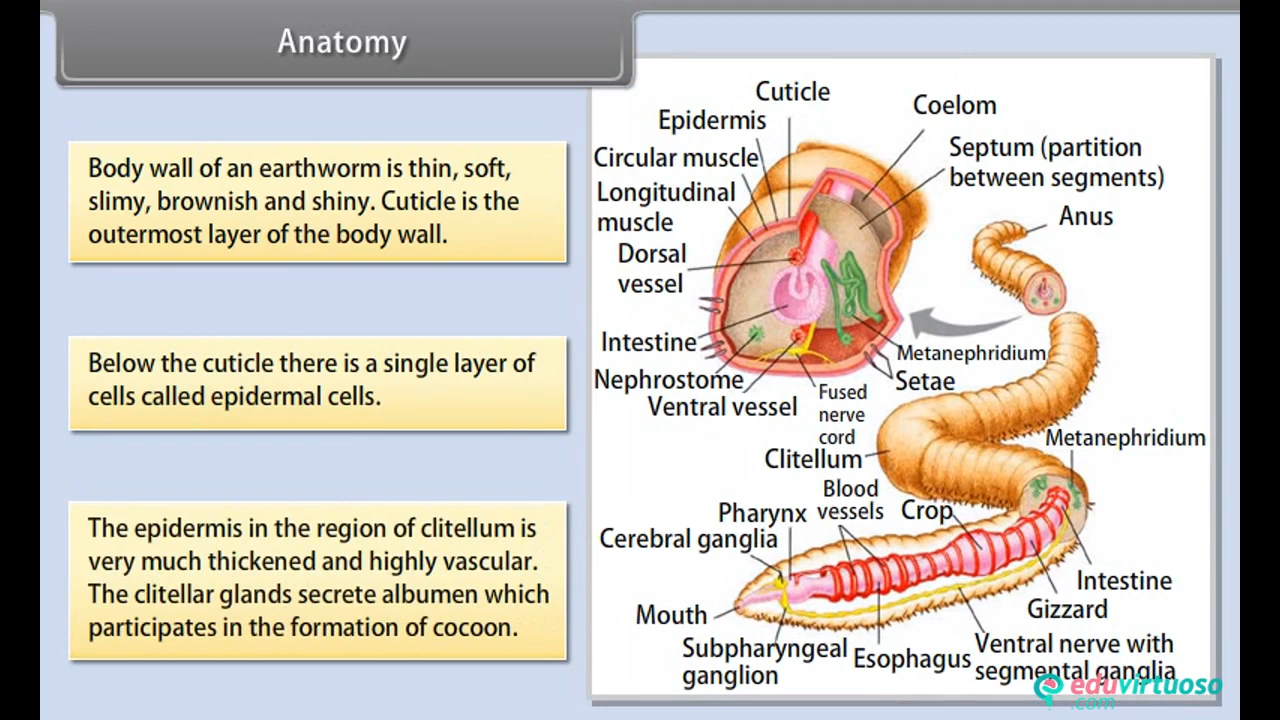 Anatomy
Body wall of an earthworm is thin, soft,
slimy, brownish and shiny. Cuticle is the
outermost layer of the body wall.
Below the cuticle there is a single layer of
cells called epidermal cells.
The epidermis in the region of clitellum is
very much thickened and highly vascular.
The clitellar glands secrete albumen which
participates in the formation of cocoon.
Cuticle
Coelom
Epidermis
Septum (partition
between segments)
Circular muscle
Longitudinal
muscle
Anus
Dorsal
vessel
Intestine
Metanephridium
Nephrostome
Setae
Ventral vessel
Fused
nerve
cord
Clitellum
Metanephridium
Blood
vessels
Pharynx
Crop
Cerebral ganglia
Intestine
Gizzard
Mouth
Subpharyngeal
ganglion
Esophagus
Ventral nerve with
segmental ganglia
eduvirtuoso
.com